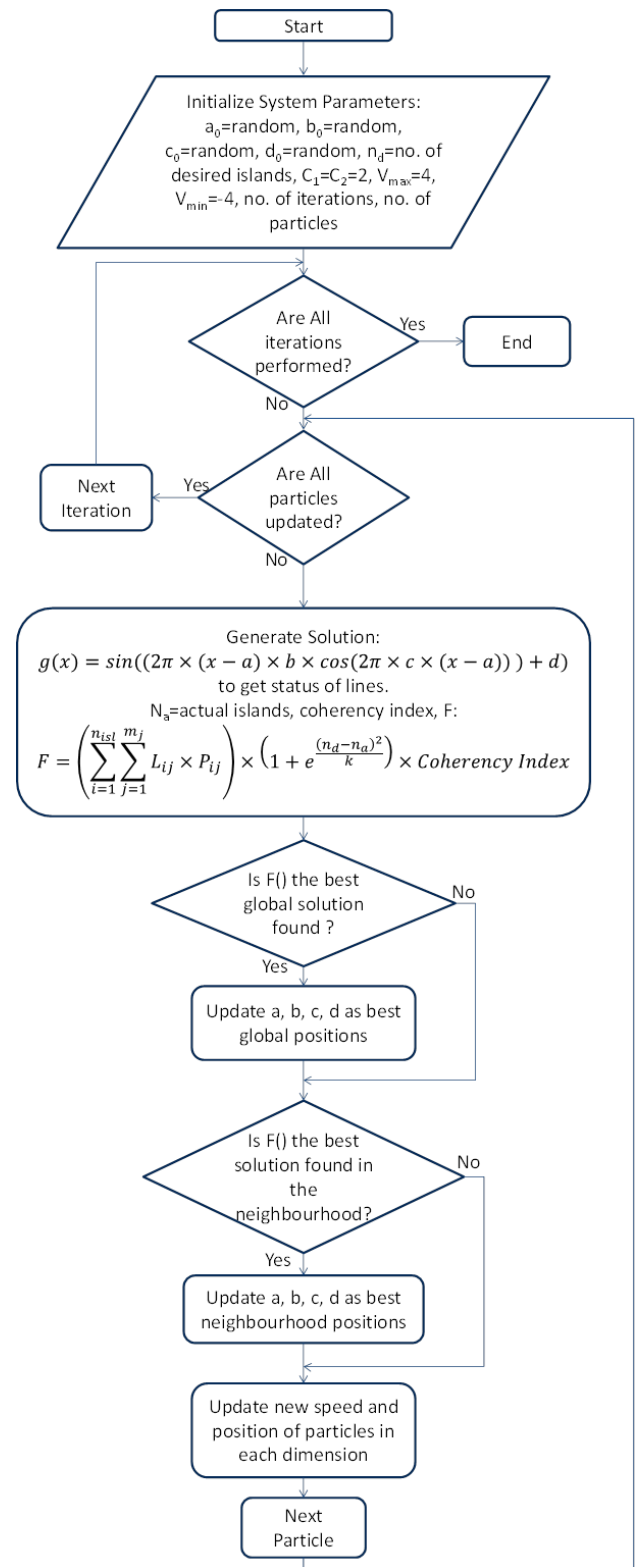 Start
Initialize System Parameters:
a₀=random, b₀=random,
c₀=random, d₀=random, n_d=no. of
desired islands, C₁=C₂=2, V_max=4,
V_min=-4, no. of iterations, no. of
particles
Are All
iterations
performed?
Yes
End
No
Are All
particles
updated?
Yes
Next
Iteration
No
Generate Solution:
g(x) = sin((2π × (x − a) × b × cos(2π × c × (x − a)) ) + d)
to get status of lines.
N_a=actual islands, coherency index, F:
F = (∑_{i=1}^{n_isl} ∑_{j=1}^{m_j} L_ij × P_ij) × (1 + e^{(n_d−n_a)²/k}) × Coherency Index
Is F() the best
global solution
found ?
No
Yes
Update a, b, c, d as best
global positions
Is F() the best
solution found in
the
neighbourhood?
No
Yes
Update a, b, c, d as best
neighbourhood positions
Update new speed and
position of particles in
each dimension
Next
Particle